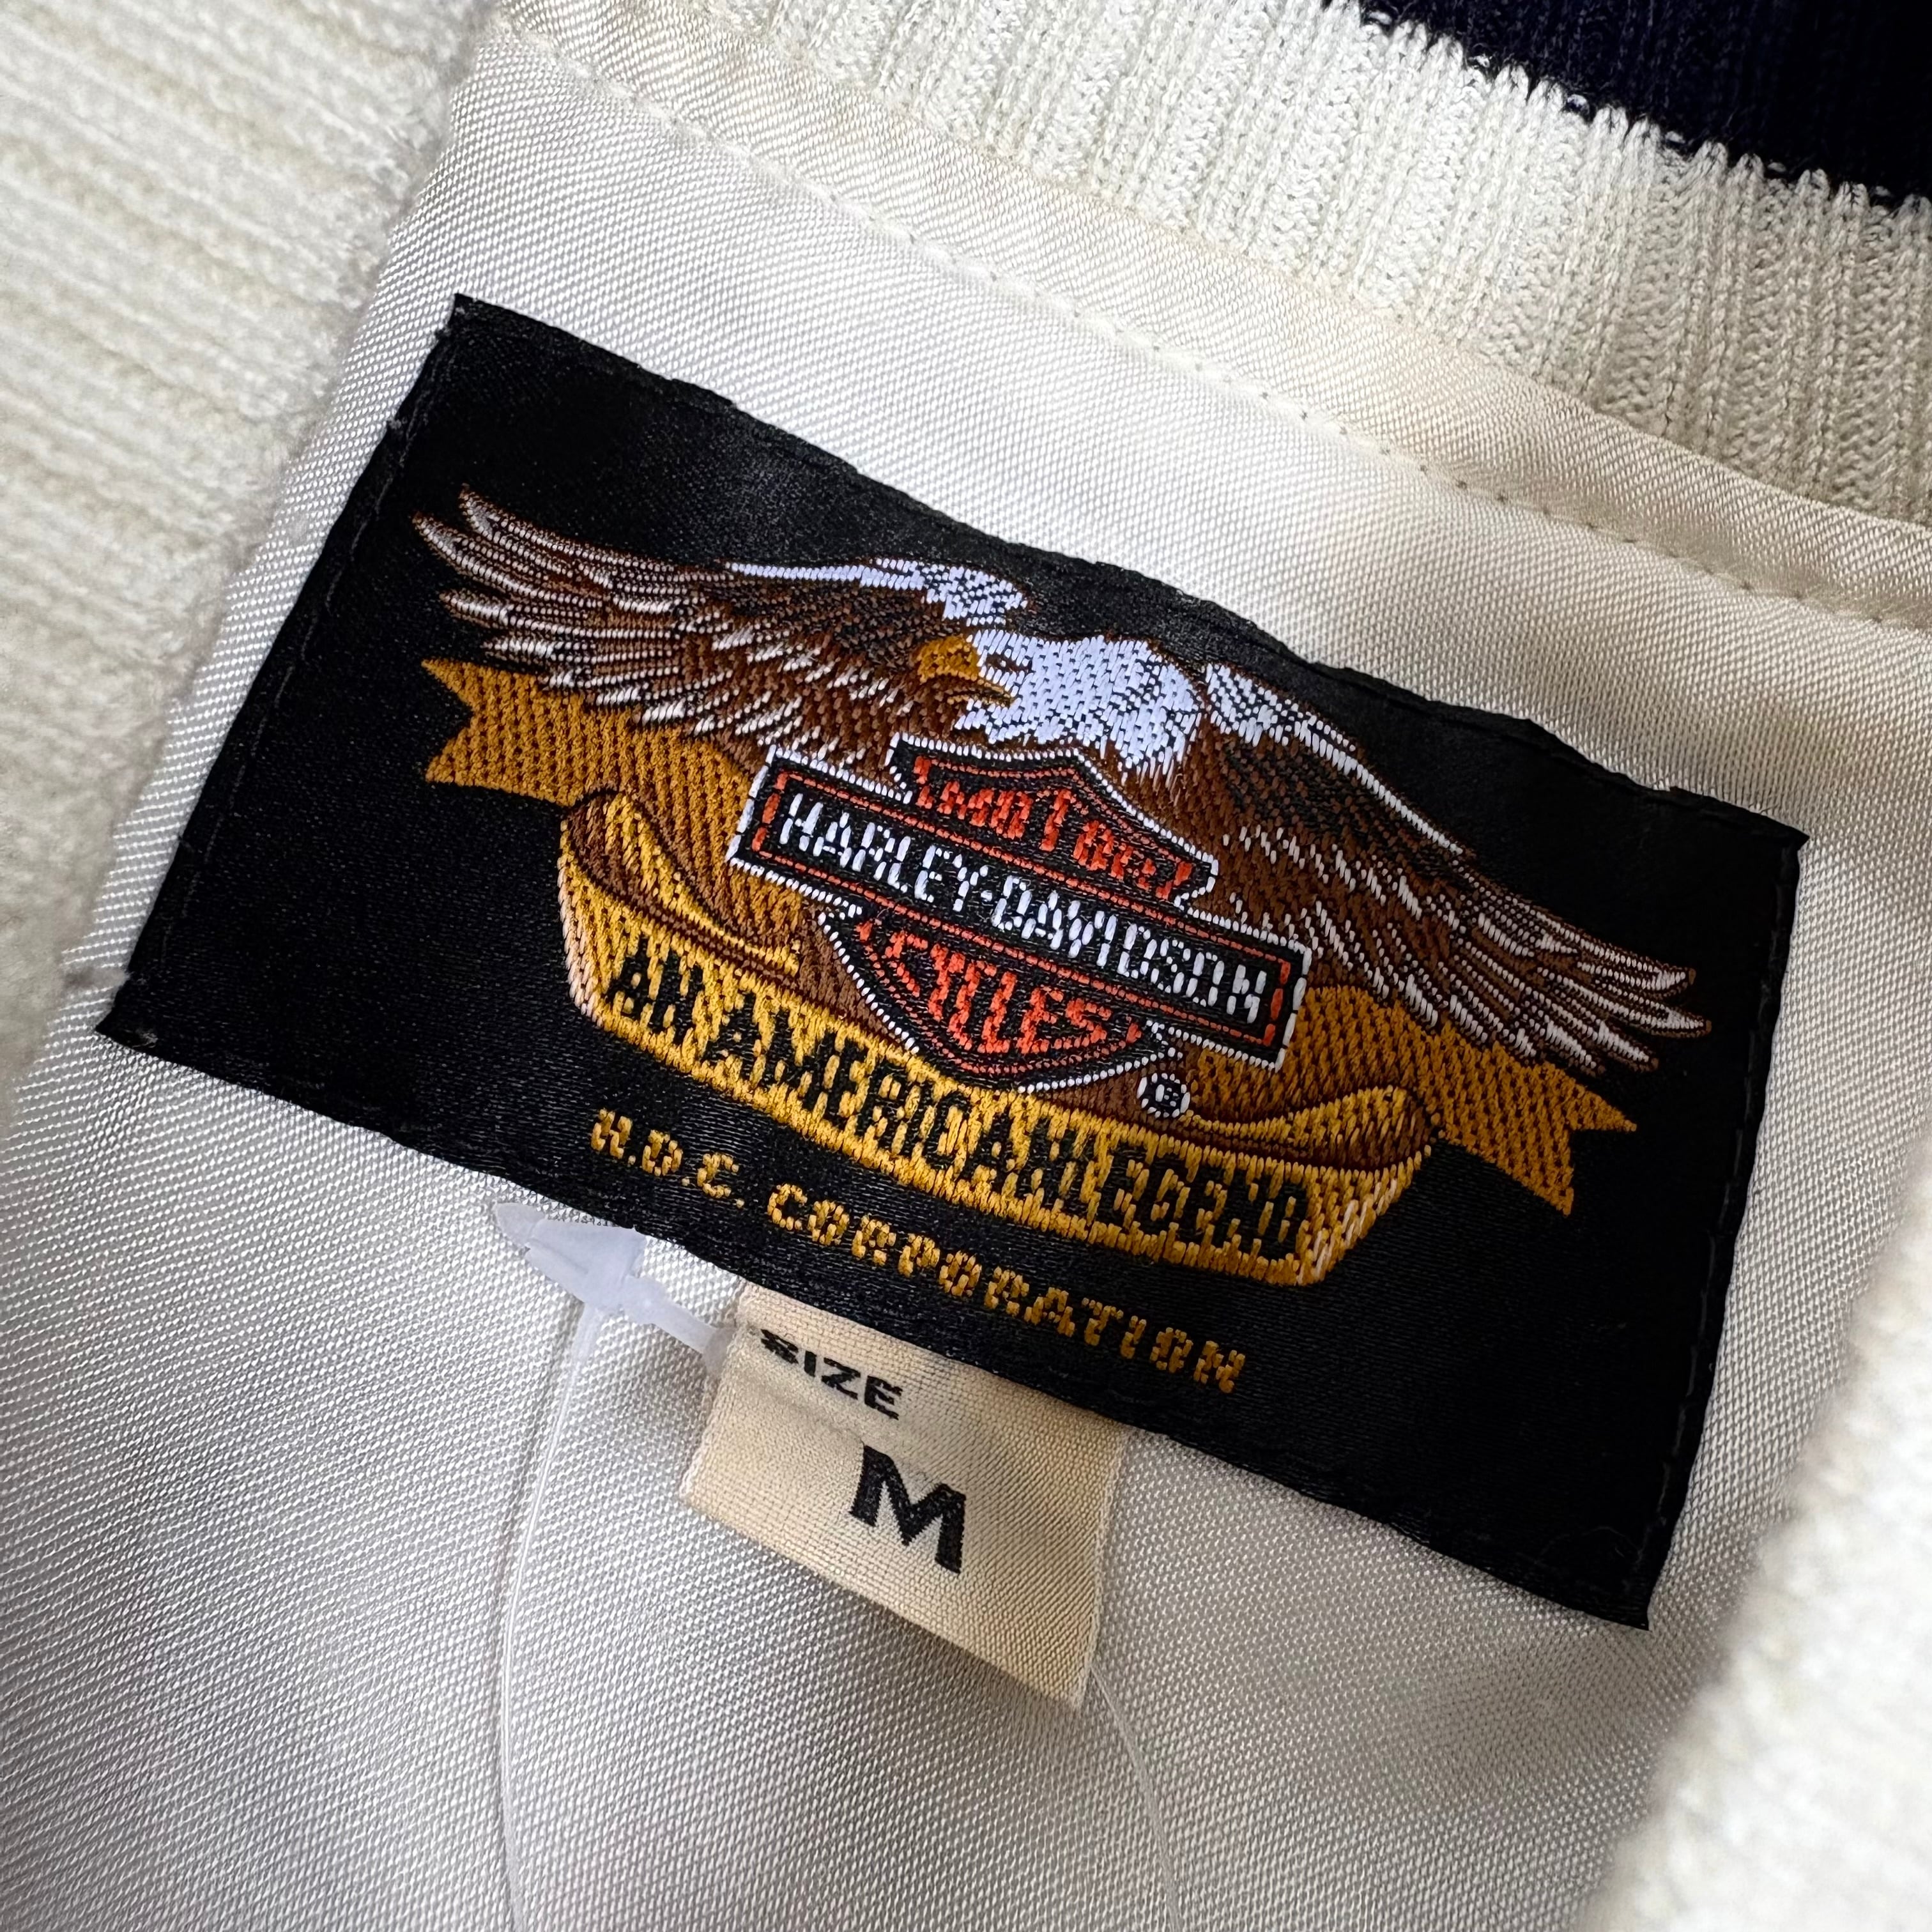 MOTOR
HARLEY-DAVIDSON
CYCLES
®
AN AMERICAN LEGEND
H.D.C. CORPORATION
SIZE
M